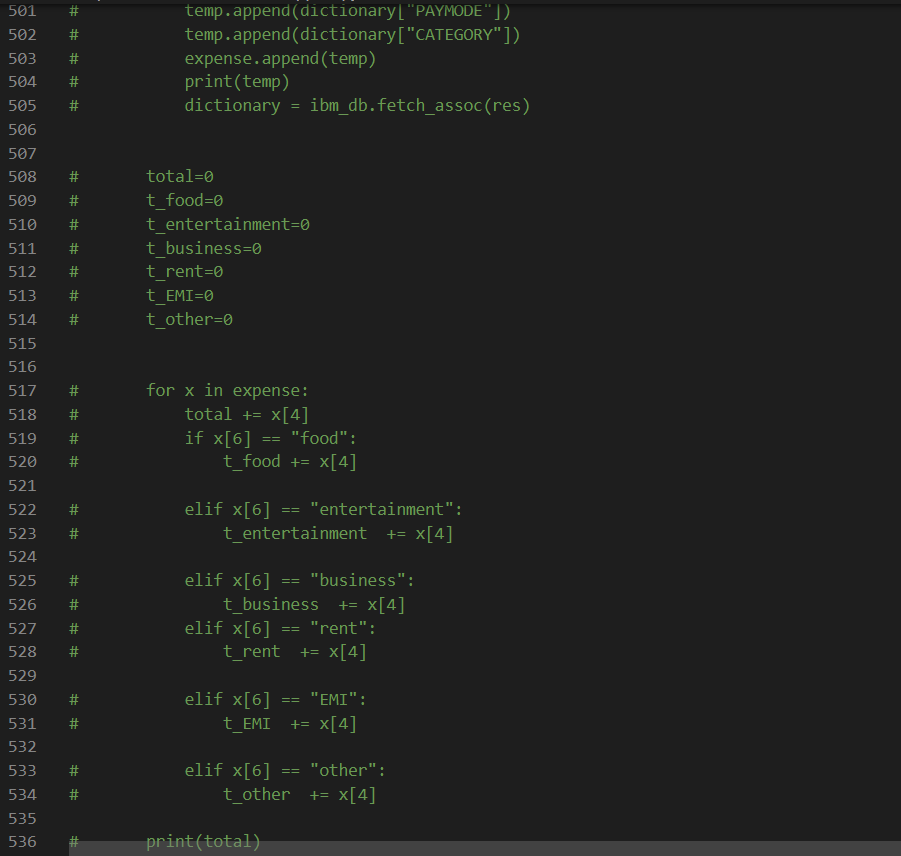 501 #           temp.append(dictionary["PAYMODE"])
502 #           temp.append(dictionary["CATEGORY"])
503 #           expense.append(temp)
504 #           print(temp)
505 #           dictionary = ibm_db.fetch_assoc(res)
506
507
508 #       total=0
509 #       t_food=0
510 #       t_entertainment=0
511 #       t_business=0
512 #       t_rent=0
513 #       t_EMI=0
514 #       t_other=0
515
516
517 #       for x in expense:
518 #           total += x[4]
519 #           if x[6] == "food":
520 #               t_food += x[4]
521
522 #           elif x[6] == "entertainment":
523 #               t_entertainment  += x[4]
524
525 #           elif x[6] == "business":
526 #               t_business  += x[4]
527 #           elif x[6] == "rent":
528 #               t_rent  += x[4]
529
530 #           elif x[6] == "EMI":
531 #               t_EMI  += x[4]
532
533 #           elif x[6] == "other":
534 #               t_other  += x[4]
535
536 #       print(total)